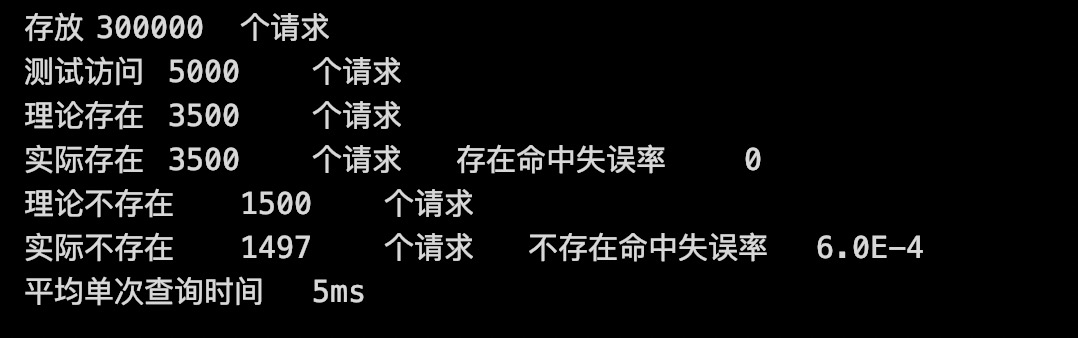 存放 300000 个请求
测试访问 5000 个请求
理论存在 3500 个请求
实际存在 3500 个请求 存在命中失误率 0
理论不存在 1500 个请求
实际不存在 1497 个请求 不存在命中失误率 6.0E-4
平均单次查询时间 5ms